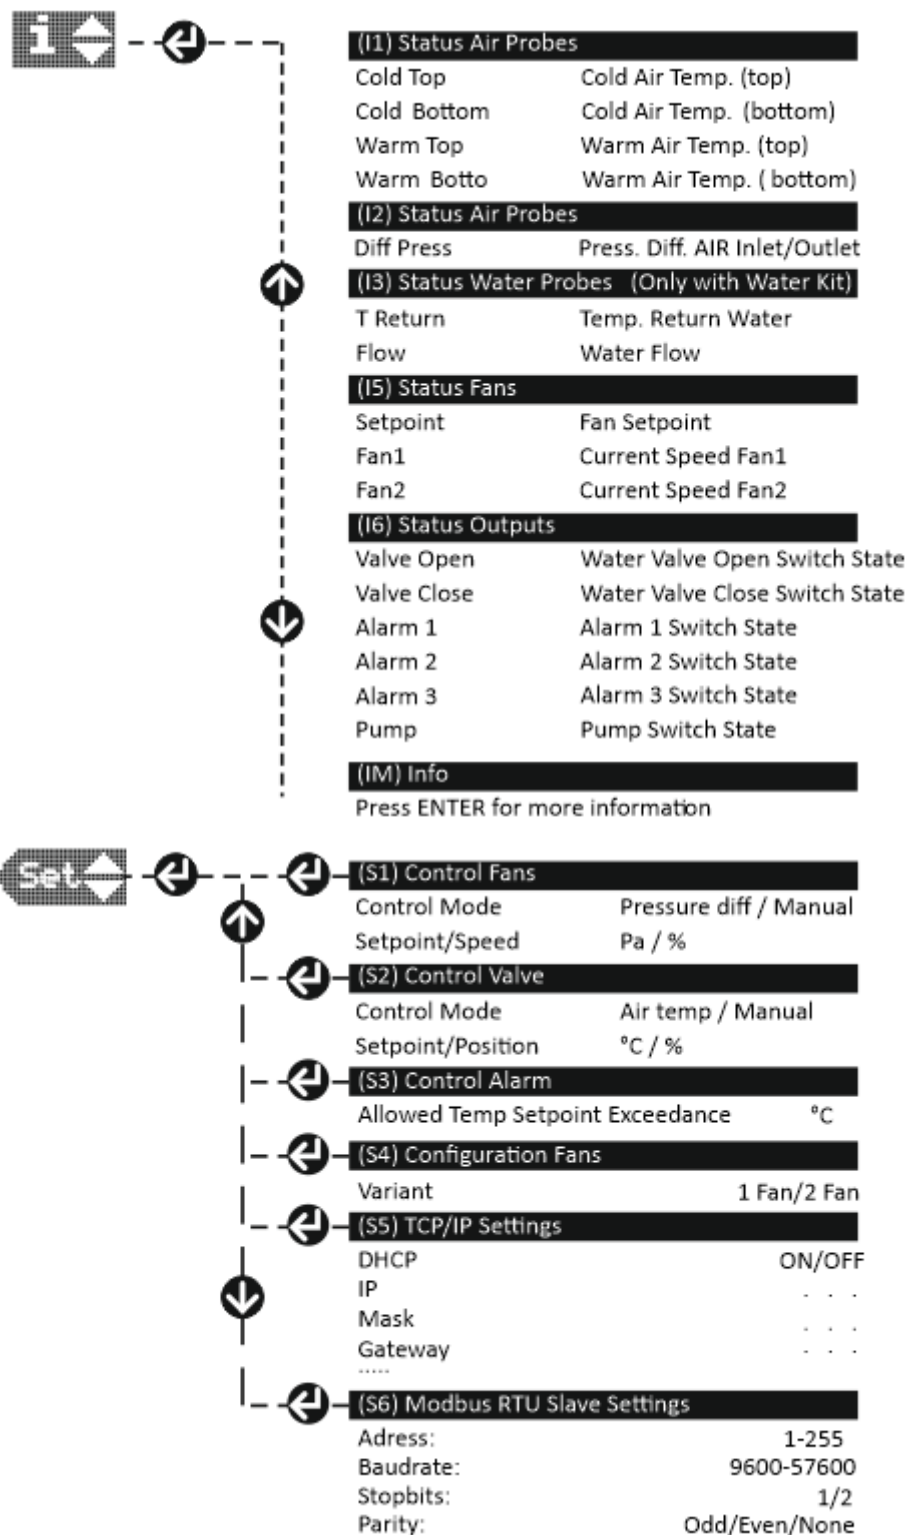 i
(I1) Status Air Probes
Cold Top Cold Air Temp. (top)
Cold Bottom Cold Air Temp. (bottom)
Warm Top Warm Air Temp. (top)
Warm Botto Warm Air Temp. ( bottom)
(I2) Status Air Probes
Diff Press Press. Diff. AIR Inlet/Outlet
(I3) Status Water Probes (Only with Water Kit)
T Return Temp. Return Water
Flow Water Flow
(I5) Status Fans
Setpoint Fan Setpoint
Fan1 Current Speed Fan1
Fan2 Current Speed Fan2
(I6) Status Outputs
Valve Open Water Valve Open Switch State
Valve Close Water Valve Close Switch State
Alarm 1 Alarm 1 Switch State
Alarm 2 Alarm 2 Switch State
Alarm 3 Alarm 3 Switch State
Pump Pump Switch State
(IM) Info
Press ENTER for more information
Set
(S1) Control Fans
Control Mode Pressure diff / Manual
Setpoint/Speed Pa / %
(S2) Control Valve
Control Mode Air temp / Manual
Setpoint/Position °C / %
(S3) Control Alarm
Allowed Temp Setpoint Exceedance °C
(S4) Configuration Fans
Variant 1 Fan/2 Fan
(S5) TCP/IP Settings
DHCP ON/OFF
IP . . .
Mask . . .
Gateway . . .
.....
(S6) Modbus RTU Slave Settings
Adress: 1-255
Baudrate: 9600-57600
Stopbits: 1/2
Parity: Odd/Even/None